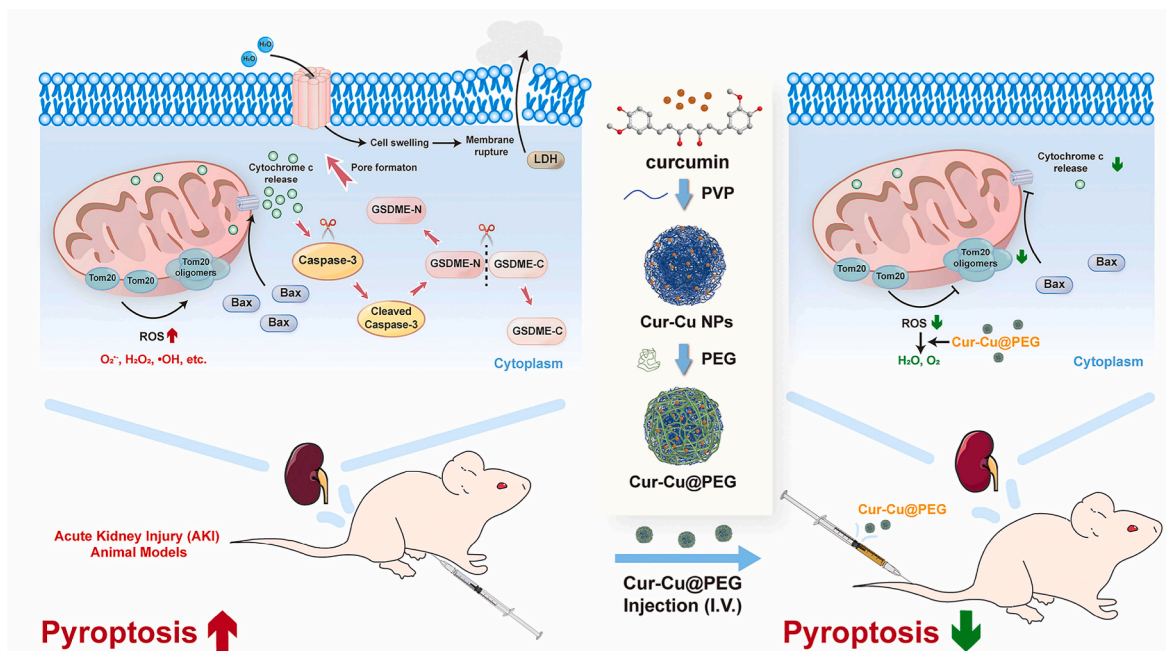 H₂O
H₂O
Cell swelling
Membrane
rupture
LDH
Pore formaton
Cytochrome c
release
GSDME-N
Caspase-3
GSDME-N
GSDME-C
Cleaved
Caspase-3
GSDME-C
Tom20
Tom20
Tom20
oligomers
Bax
Bax
Bax
ROS
O₂•⁻, H₂O₂, •OH, etc.
Cytoplasm
Acute Kidney Injury (AKI)
Animal Models
Pyroptosis
curcumin
PVP
Cur-Cu NPs
PEG
Cur-Cu@PEG
Cur-Cu@PEG
Injection (I.V.)
Cytochrome c
release
Tom20
Tom20
Tom20
oligomers
Bax
Bax
ROS
Cur-Cu@PEG
H₂O, O₂
Cytoplasm
Cur-Cu@PEG
Pyroptosis